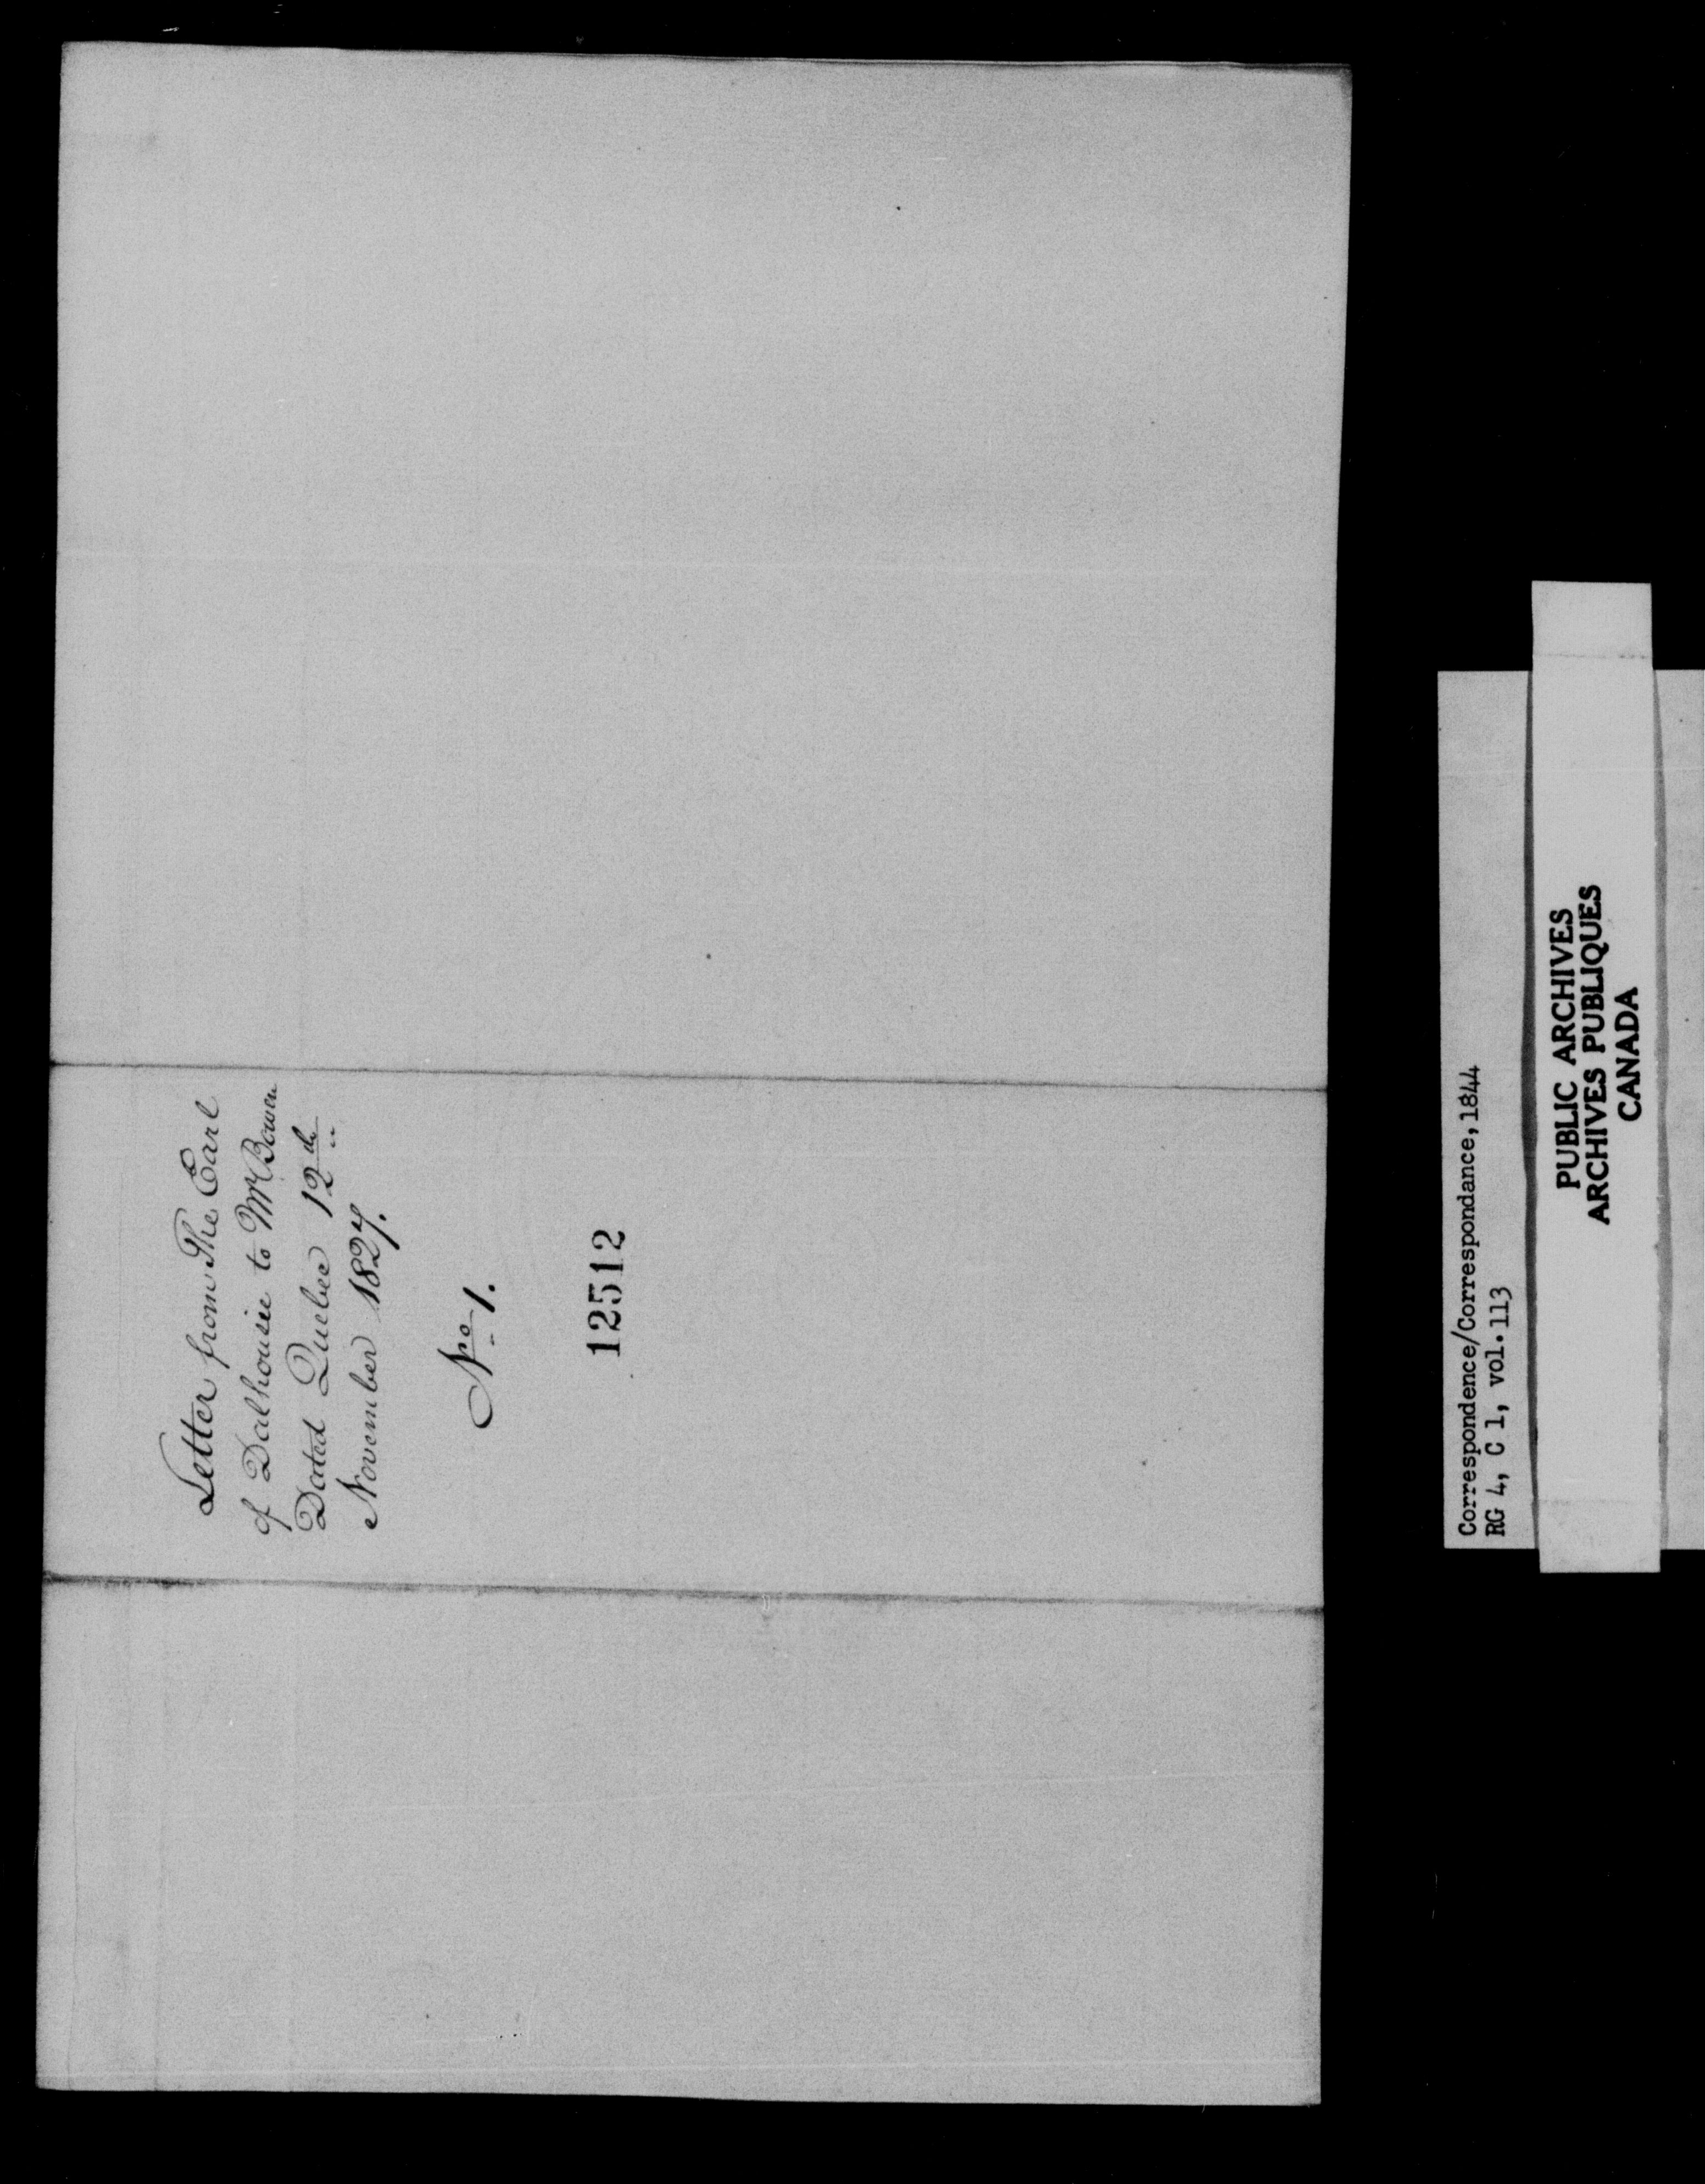 Letter from The Earl
of Dalhousie to Mr Bowen
Dated Quebec 12th
November 1827.
No 1.
12512
Correspondence/Correspondance,1844
RG 4, C 1, vol.113
PUBLIC ARCHIVES
ARCHIVES PUBLIQUES
CANADA